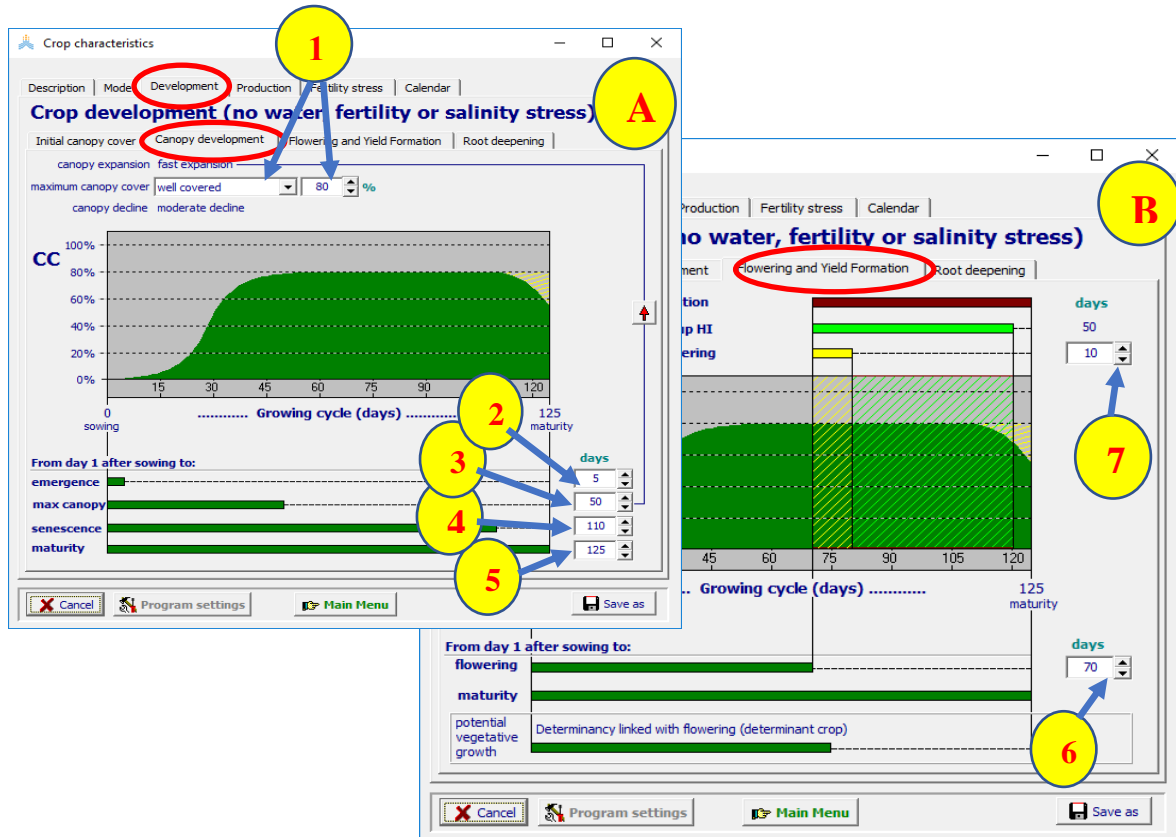 Crop characteristics
1
A
Description Mode Development Production Fertility stress Calendar
Crop development (no water, fertility or salinity stress)
Initial canopy cover Canopy development Flowering and Yield Formation Root deepening
canopy expansion fast expansion
maximum canopy cover well covered 80 %
canopy decline moderate decline
CC
100%
80%
60%
40%
20%
0%
15 30 45 60 75 90 120
0 ............ Growing cycle (days) ............ 125
sowing maturity
2
3
4
5
From day 1 after sowing to: days
emergence 5
max canopy 50
senescence 110
maturity 125
Cancel Program settings Main Menu Save as
B
Production Fertility stress Calendar
no water, fertility or salinity stress)
ment Flowering and Yield Formation Root deepening
tion days
up HI 50
ering 10
7
45 60 75 90 105 120
.. Growing cycle (days) ............ 125
maturity
From day 1 after sowing to: days
flowering 70
maturity
6
potential
vegetative
growth
Determinancy linked with flowering (determinant crop)
Cancel Program settings Main Menu Save as